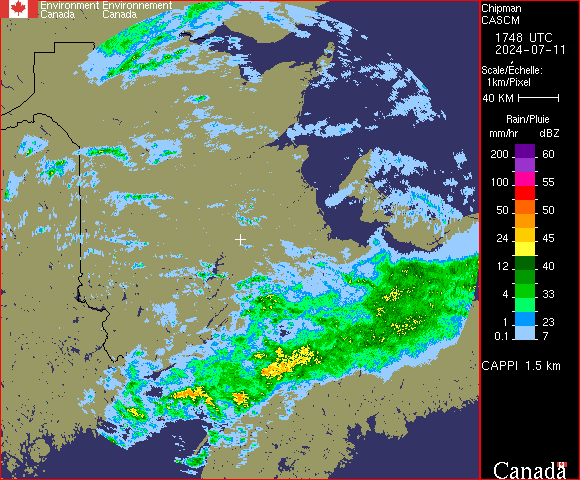 Environment Environnement
Canada Canada
Chipman
CASCM
1748 UTC
2024-07-11
Scale/Échelle:
1km/Pixel
40 KM
Rain/Pluie
mm/hr dBZ
200 60
100 55
50 50
24 45
12 40
4 33
1 23
0.1 7
CAPPI 1.5 km
Canada